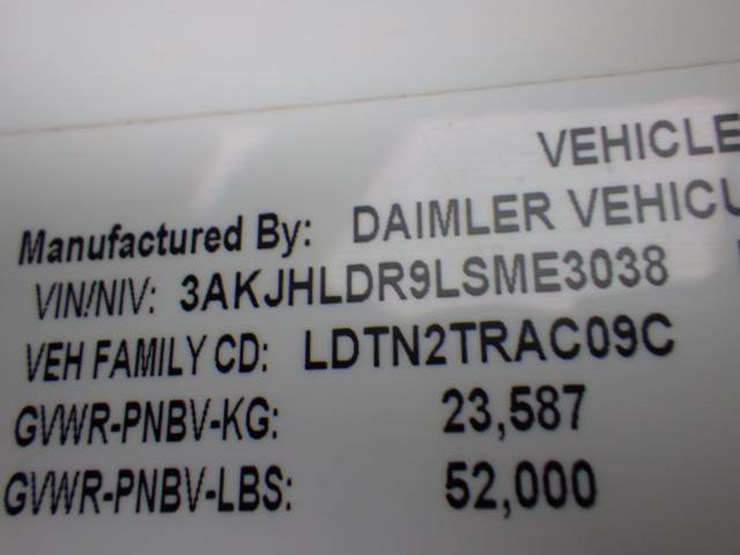 VEHICLE
Manufactured By: DAIMLER VEHICU
VIN/NIV: 3AKJHLDR9LSME3038
VEH FAMILY CD: LDTN2TRAC09C
GVWR-PNBV-KG: 23,587
GVWR-PNBV-LBS: 52,000